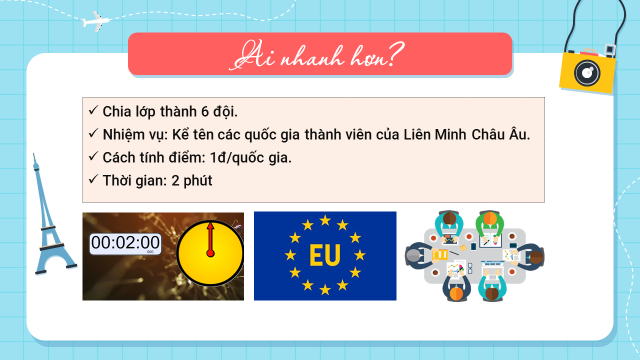 Ai nhanh hơn?
✓ Chia lớp thành 6 đội.
✓ Nhiệm vụ: Kể tên các quốc gia thành viên của Liên Minh Châu Âu.
✓ Cách tính điểm: 1đ/quốc gia.
✓ Thời gian: 2 phút
00:02:00
EU